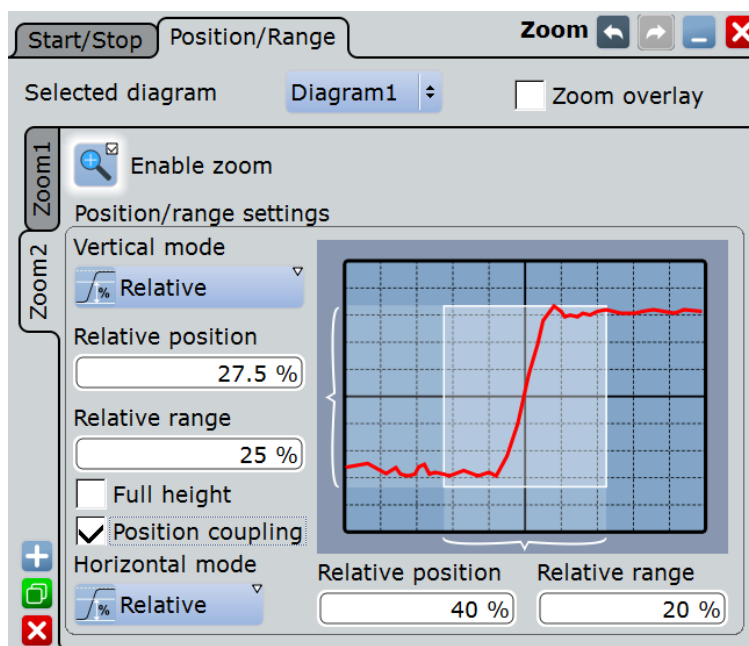 Start/Stop Position/Range Zoom
Selected diagram Diagram1 Zoom overlay
Zoom1
Enable zoom
Position/range settings
Zoom2
Vertical mode
% Relative
Relative position
27.5 %
Relative range
25 %
Full height
Position coupling
Horizontal mode
% Relative
Relative position Relative range
40 % 20 %